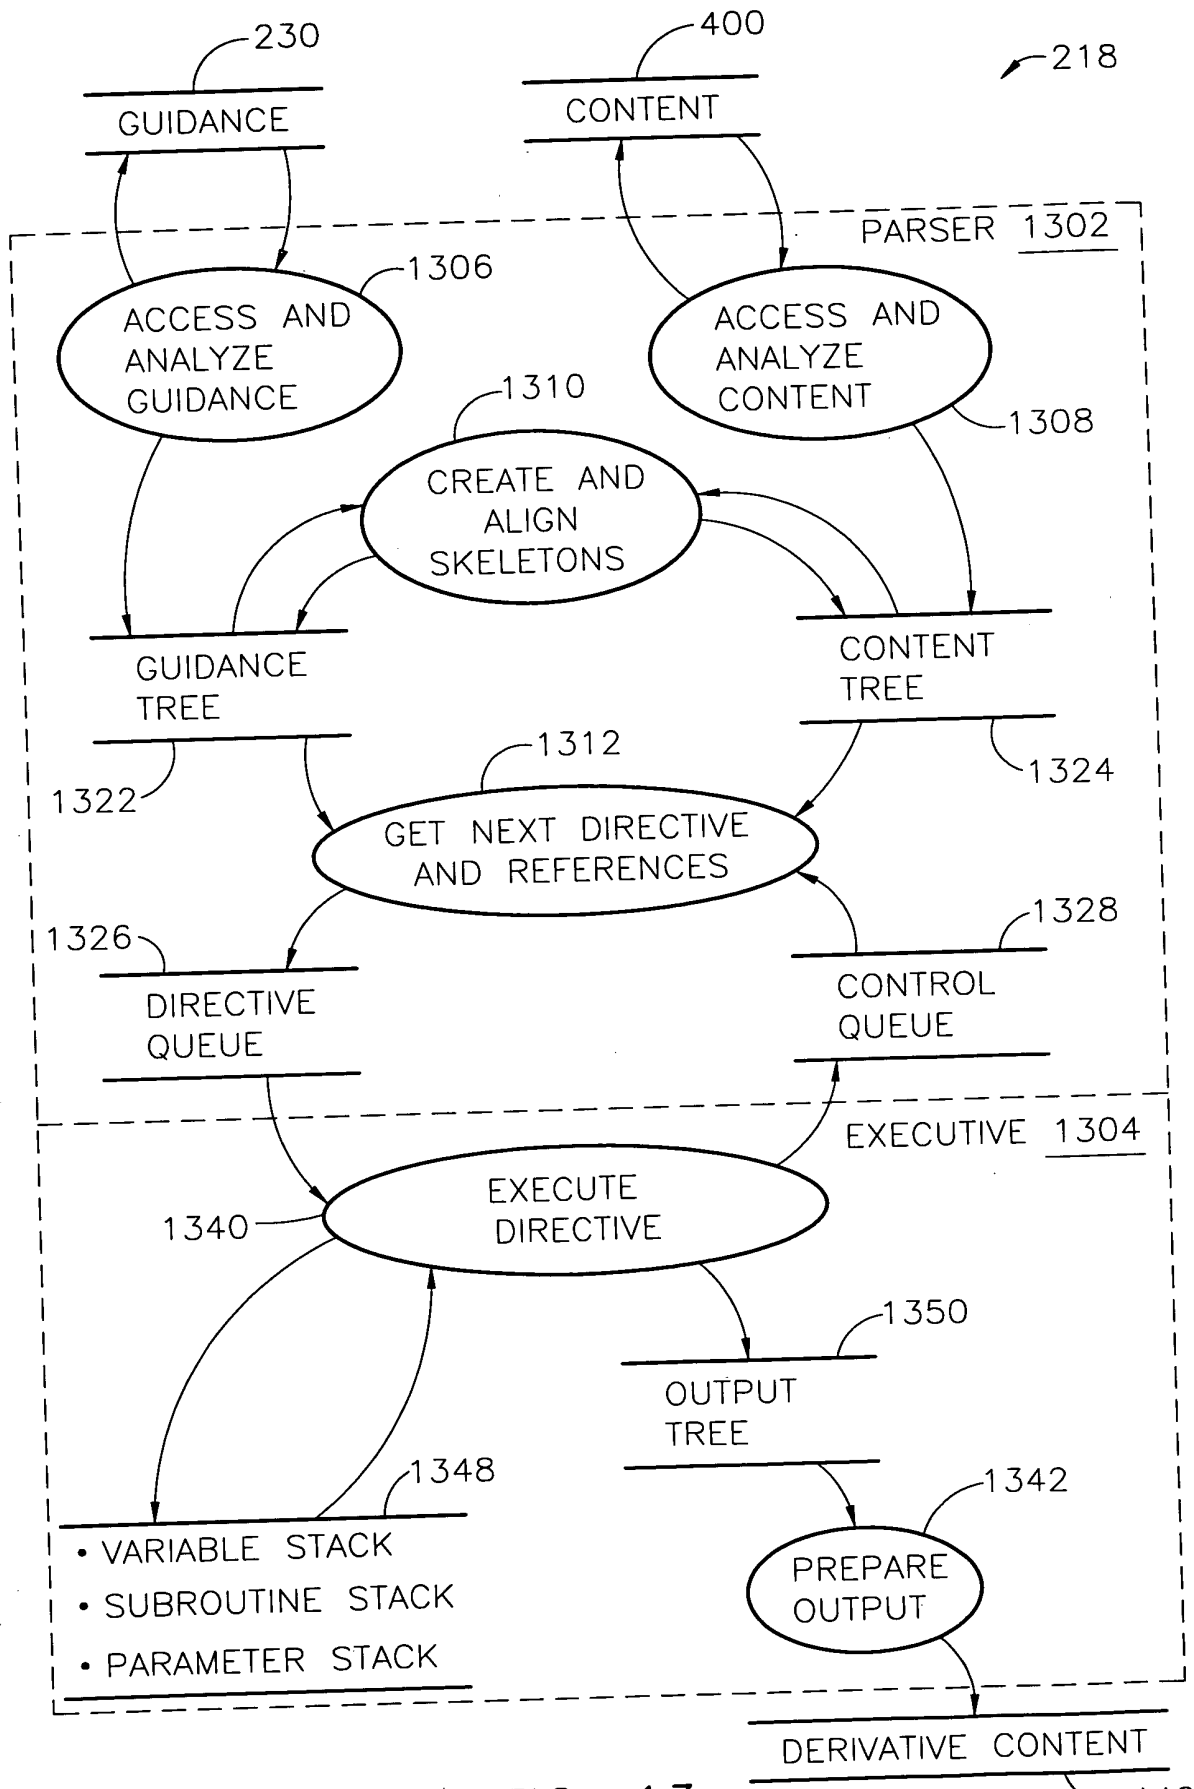 230
400
218
GUIDANCE
CONTENT
PARSER 1302
1306
ACCESS AND
ANALYZE
GUIDANCE
ACCESS AND
ANALYZE
CONTENT
1310
1308
CREATE AND
ALIGN
SKELETONS
GUIDANCE
TREE
CONTENT
TREE
1322
1312
1324
GET NEXT DIRECTIVE
AND REFERENCES
1326
1328
DIRECTIVE
QUEUE
CONTROL
QUEUE
EXECUTIVE 1304
EXECUTE
DIRECTIVE
1340
1350
OUTPUT
TREE
1348
1342
• VARIABLE STACK
• SUBROUTINE STACK
• PARAMETER STACK
PREPARE
OUTPUT
DERIVATIVE CONTENT